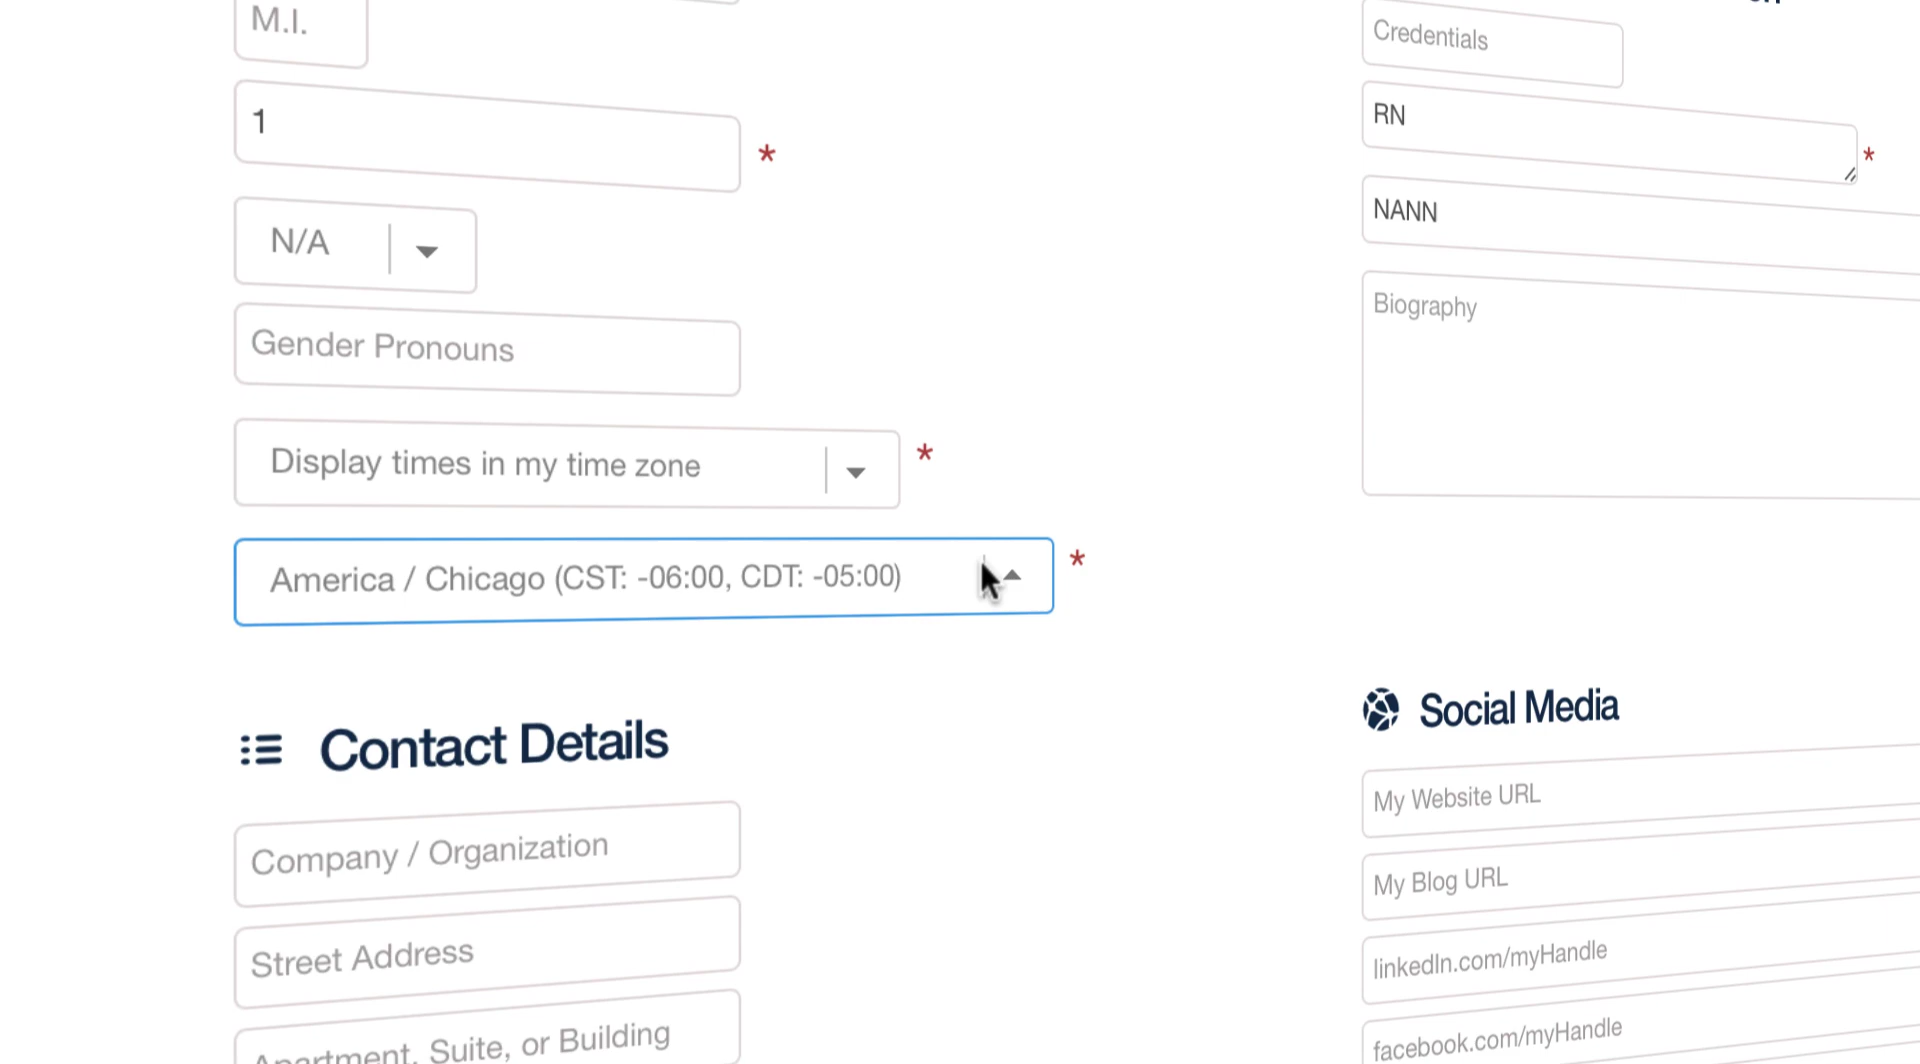 M.I.
1
*
N/A
Gender Pronouns
Display times in my time zone
*
America / Chicago (CST: -06:00, CDT: -05:00)
*
Contact Details
Company / Organization
Street Address
Apartment, Suite, or Building
Credentials
RN
*
NANN
Biography
Social Media
My Website URL
My Blog URL
linkedIn.com/myHandle
facebook.com/myHandle